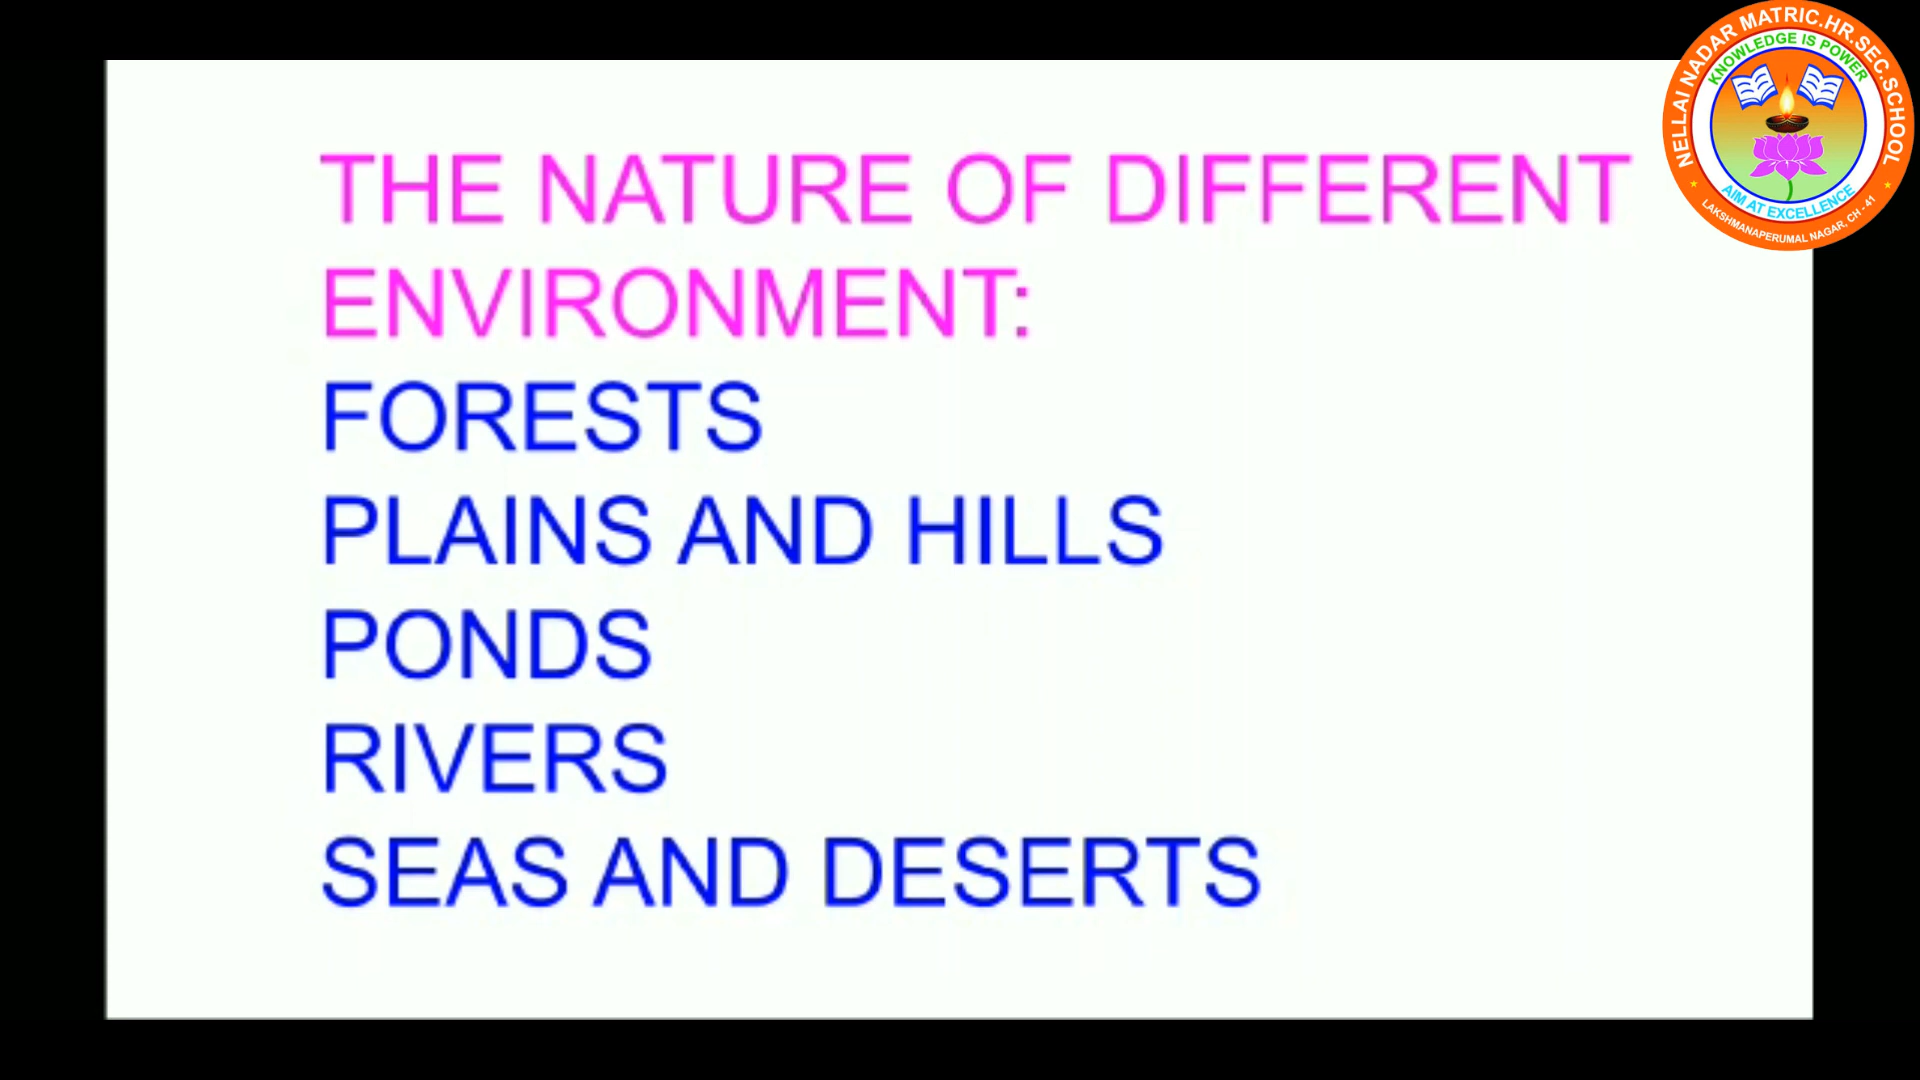 THE NATURE OF DIFFERENT
ENVIRONMENT:
FORESTS
PLAINS AND HILLS
PONDS
RIVERS
SEAS AND DESERTS
NELLAI NADAR MATRIC.HR.SEC.SCHOOL
KNOWLEDGE IS POWER
AIM AT EXCELLENCE
LAKSHMANAPERUMAL NAGAR, CH - 41